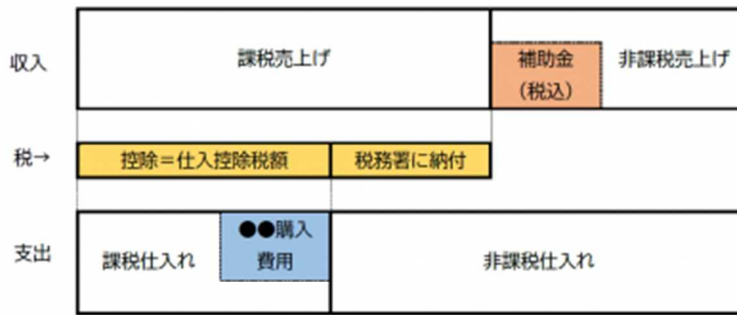 収入
課税売上げ
補助金
（税込）
非課税売上げ
税→
控除＝仕入控除税額
税務署に納付
支出
課税仕入れ
●●購入
費用
非課税仕入れ